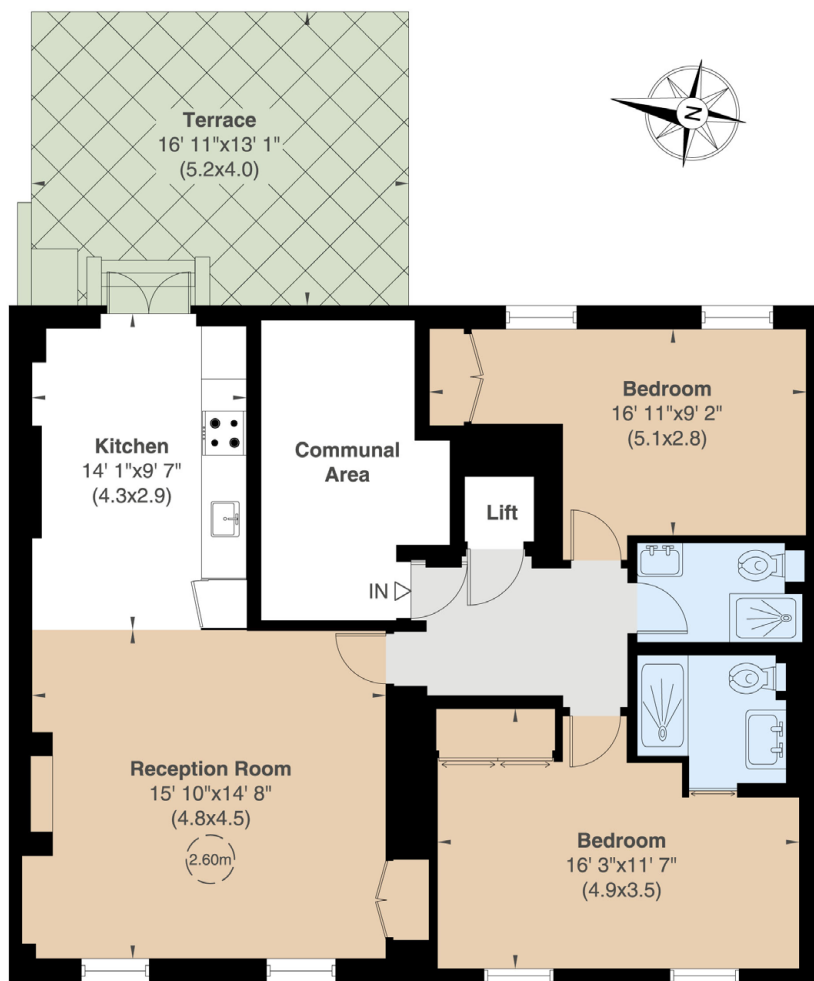 Terrace
16' 11"x13' 1"
(5.2x4.0)
N
Kitchen
14' 1"x9' 7"
(4.3x2.9)
Communal
Area
Bedroom
16' 11"x9' 2"
(5.1x2.8)
Lift
IN
Reception Room
15' 10"x14' 8"
(4.8x4.5)
2.60m
Bedroom
16' 3"x11' 7"
(4.9x3.5)